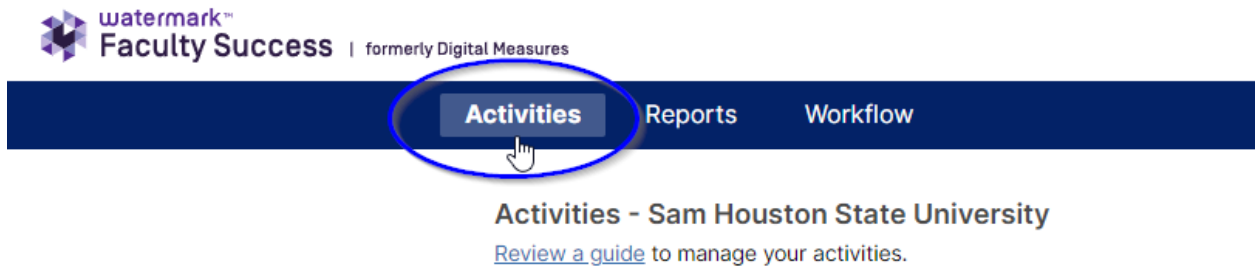 watermark™
Faculty Success | formerly Digital Measures
Activities Reports Workflow
Activities - Sam Houston State University
Review a guide to manage your activities.